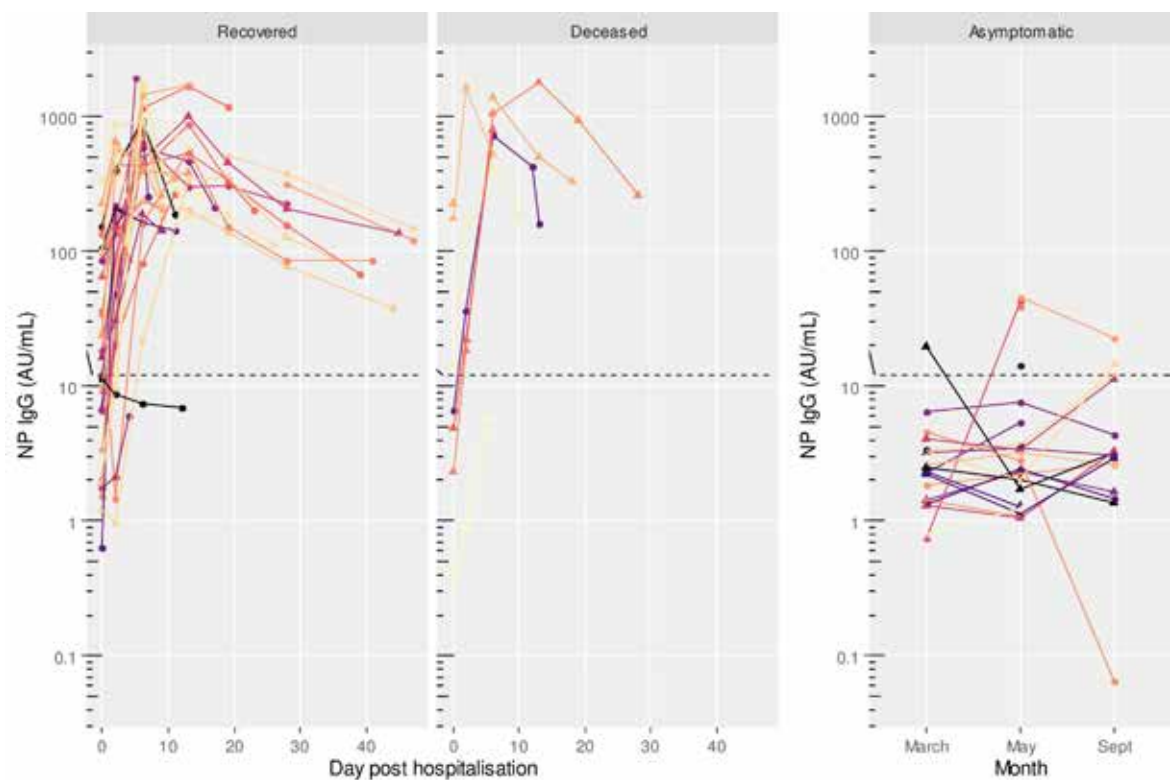 Recovered
Deceased
Asymptomatic
NP IgG (AU/mL)
1000
100
10
1
0.1
0 10 20 30 40
0 10 20 30 40
Day post hospitalisation
NP IgG (AU/mL)
1000
100
10
1
0.1
March May Sept
Month